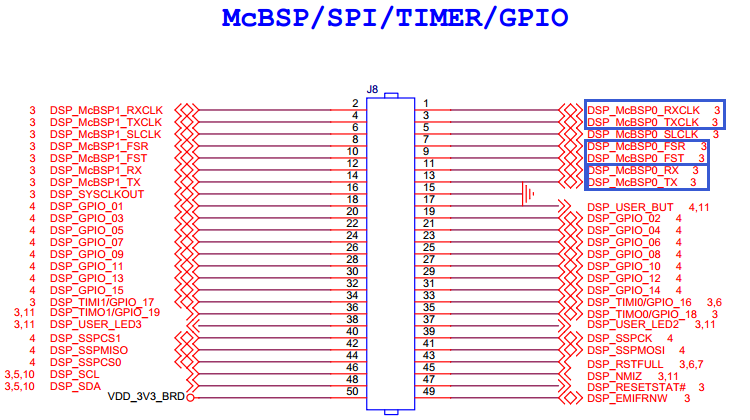 McBSP/SPI/TIMER/GPIO
J8
3 DSP_McBSP1_RXCLK 2 1 DSP_McBSP0_RXCLK 3
3 DSP_McBSP1_TXCLK 4 3 DSP_McBSP0_TXCLK 3
3 DSP_McBSP1_SLCLK 6 5 DSP_McBSP0_SLCLK 3
3 DSP_McBSP1_FSR 8 7 DSP_McBSP0_FSR 3
3 DSP_McBSP1_FST 10 9 DSP_McBSP0_FST 3
3 DSP_McBSP1_RX 12 11 DSP_McBSP0_RX 3
3 DSP_McBSP1_TX 14 13 DSP_McBSP0_TX 3
3 DSP_SYSCLKOUT 16 15
4 DSP_GPIO_01 18 17 DSP_USER_BUT 4,11
4 DSP_GPIO_03 20 19 DSP_GPIO_02 4
4 DSP_GPIO_05 22 21 DSP_GPIO_04 4
4 DSP_GPIO_07 24 23 DSP_GPIO_06 4
4 DSP_GPIO_09 26 25 DSP_GPIO_08 4
4 DSP_GPIO_11 28 27 DSP_GPIO_10 4
4 DSP_GPIO_13 30 29 DSP_GPIO_12 4
4 DSP_GPIO_15 32 31 DSP_GPIO_14 4
3 DSP_TIMI1/GPIO_17 34 33 DSP_TIMI0/GPIO_16 3,6
3,11 DSP_TIMO1/GPIO_19 36 35 DSP_TIMO0/GPIO_18 3
3,11 DSP_USER_LED3 38 37 DSP_USER_LED2 3,11
4 DSP_SSPCS1 40 39 DSP_SSPCK 4
4 DSP_SSPMISO 42 41 DSP_SSPMOSI 4
4 DSP_SSPCS0 44 43 DSP_RSTFULL 3,6,7
3,5,10 DSP_SCL 46 45 DSP_NMIZ 3,11
3,5,10 DSP_SDA 48 47 DSP_RESETSTAT# 3
VDD_3V3_BRD 50 49 DSP_EMIFRNW 3